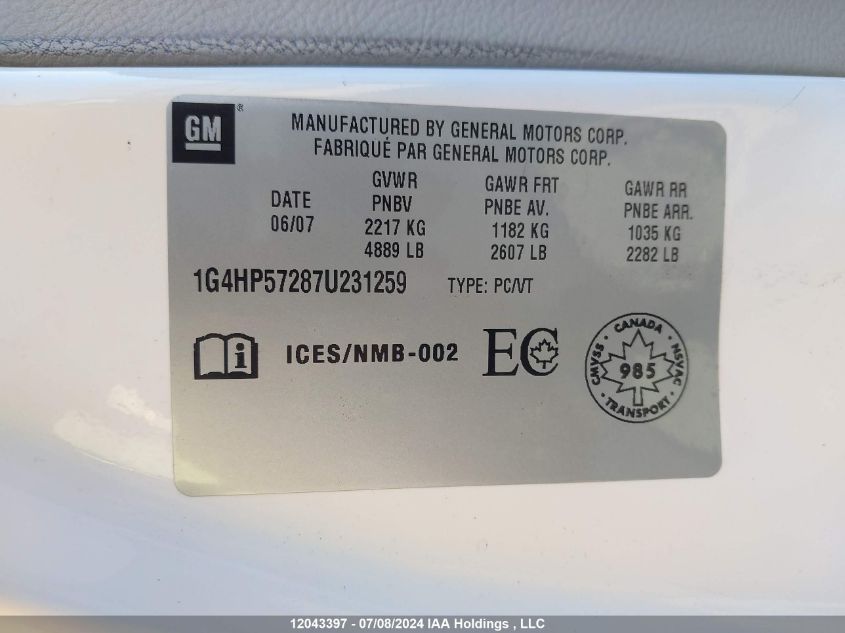 GM ®
MANUFACTURED BY GENERAL MOTORS CORP.
FABRIQUÉ PAR GENERAL MOTORS CORP.
DATE
06/07
GVWR
PNBV
2217 KG
4889 LB
GAWR FRT
PNBE AV.
1182 KG
2607 LB
GAWR RR
PNBE ARR.
1035 KG
2282 LB
1G4HP57287U231259 TYPE: PC/VT
i
ICES/NMB-002
EC
CANADA
CMVSS · NSVAC
985
· TRANSPORT ·
12043397 - 07/08/2024 IAA Holdings , LLC